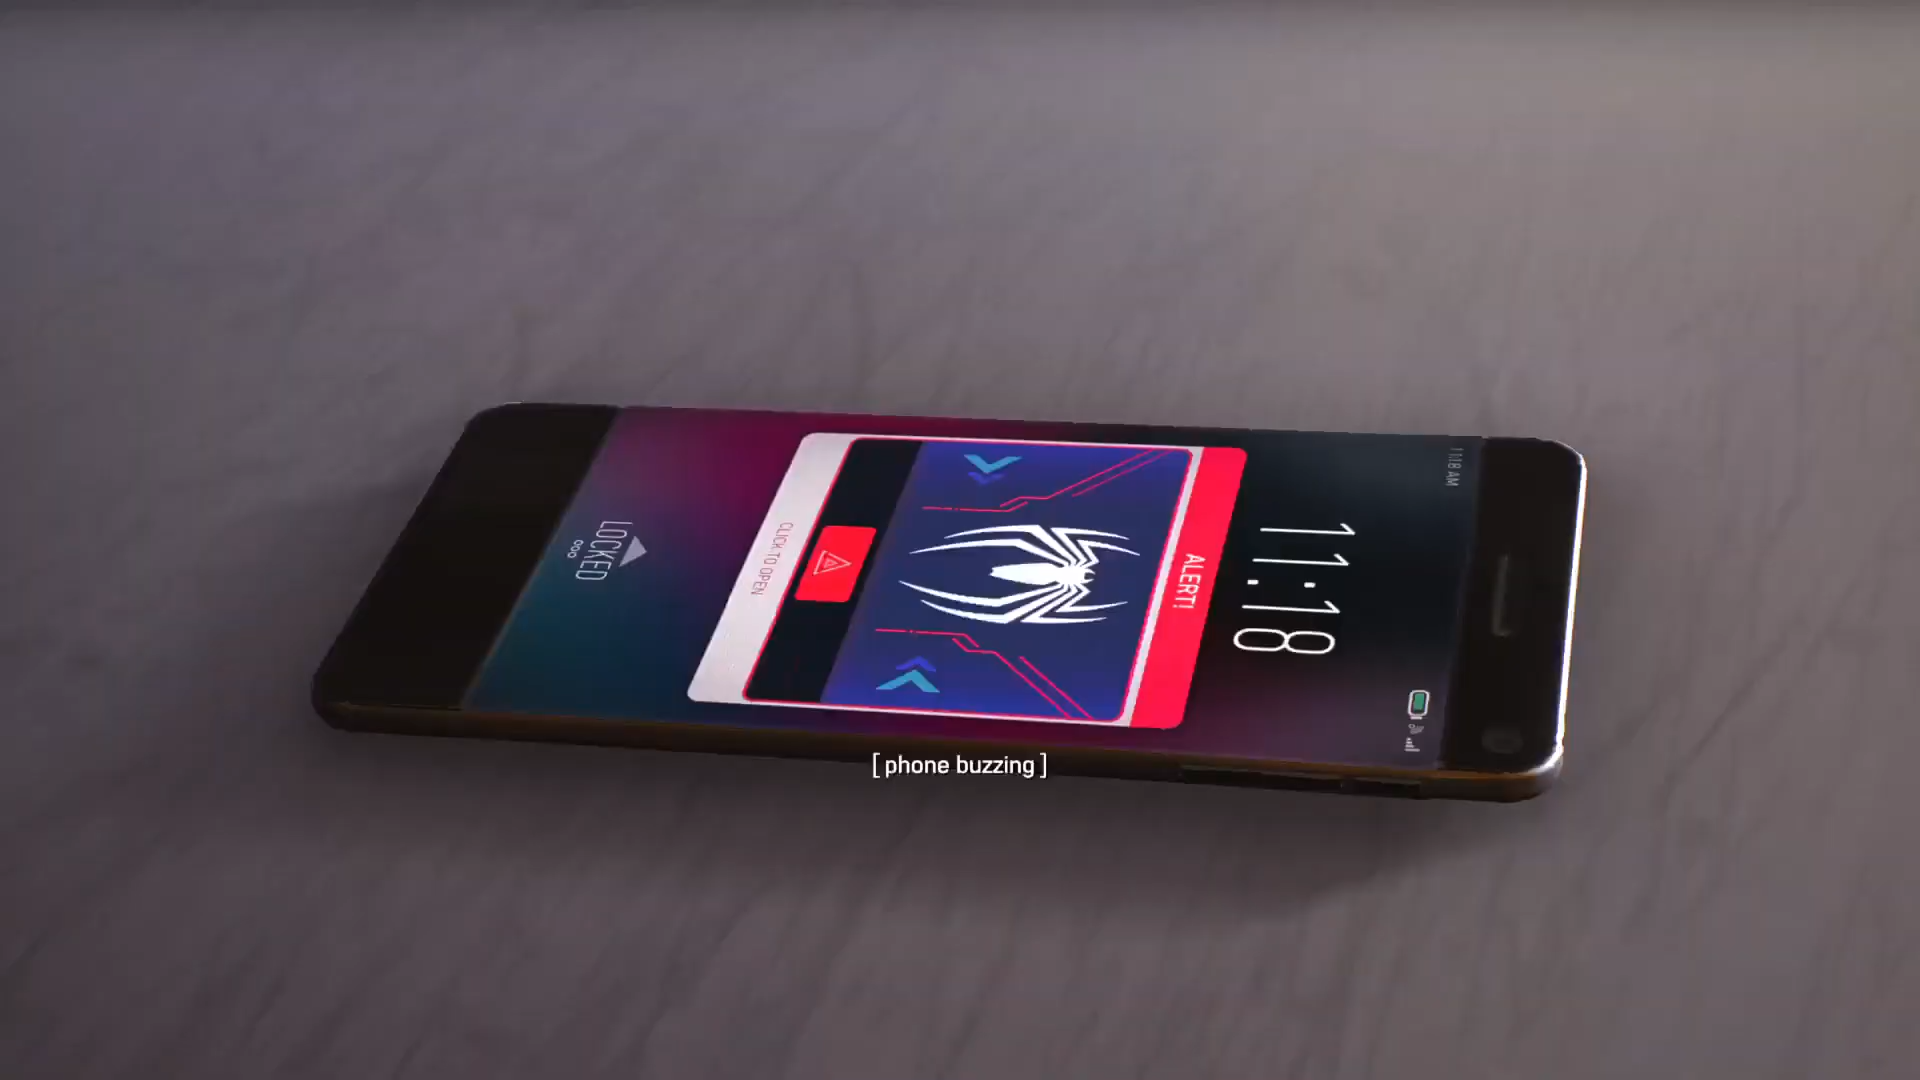 11:18 AM
11:18
ALERT!
CLICK TO OPEN
LOCKED
[ phone buzzing ]